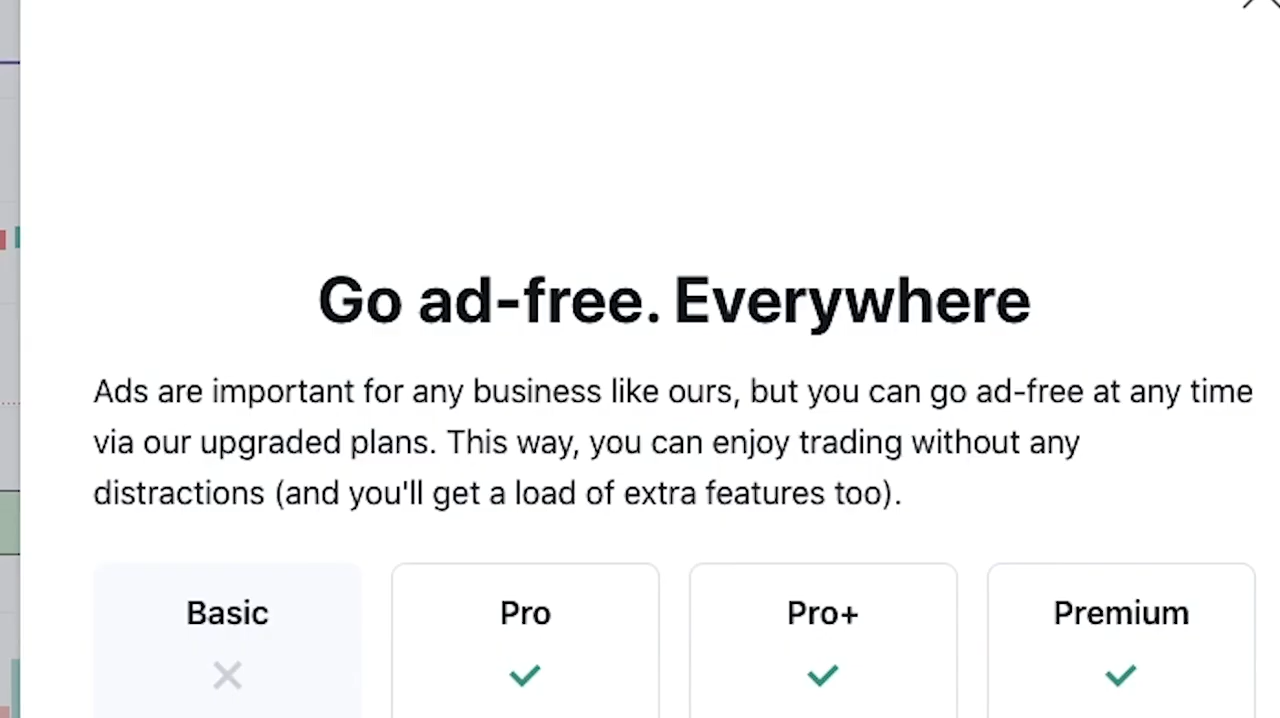 Go ad-free. Everywhere
Ads are important for any business like ours, but you can go ad-free at any time
via our upgraded plans. This way, you can enjoy trading without any
distractions (and you'll get a load of extra features too).
Basic
Pro
Pro+
Premium